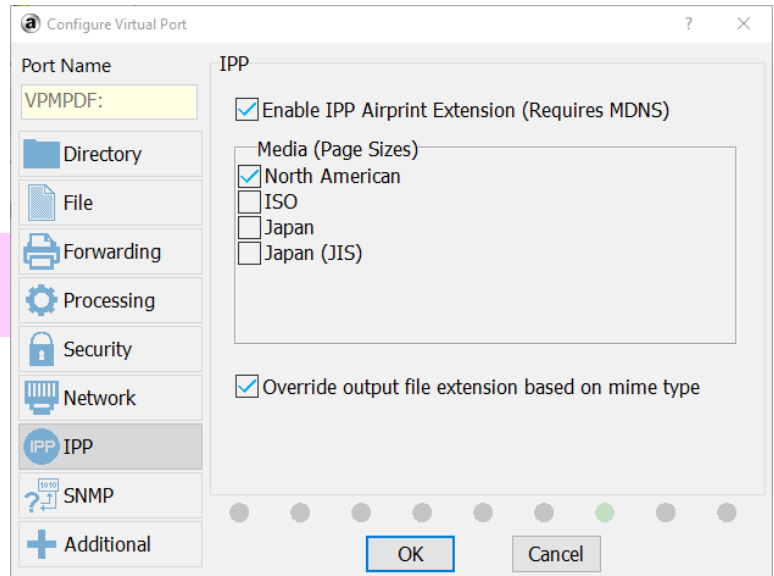 a Configure Virtual Port ? ×
Port Name
VPMPDF:
Directory
File
Forwarding
Processing
Security
Network
IPP IPP
1010
? SNMP
Additional
IPP
Enable IPP Airprint Extension (Requires MDNS)
Media (Page Sizes)
North American
ISO
Japan
Japan (JIS)
Override output file extension based on mime type
OK Cancel